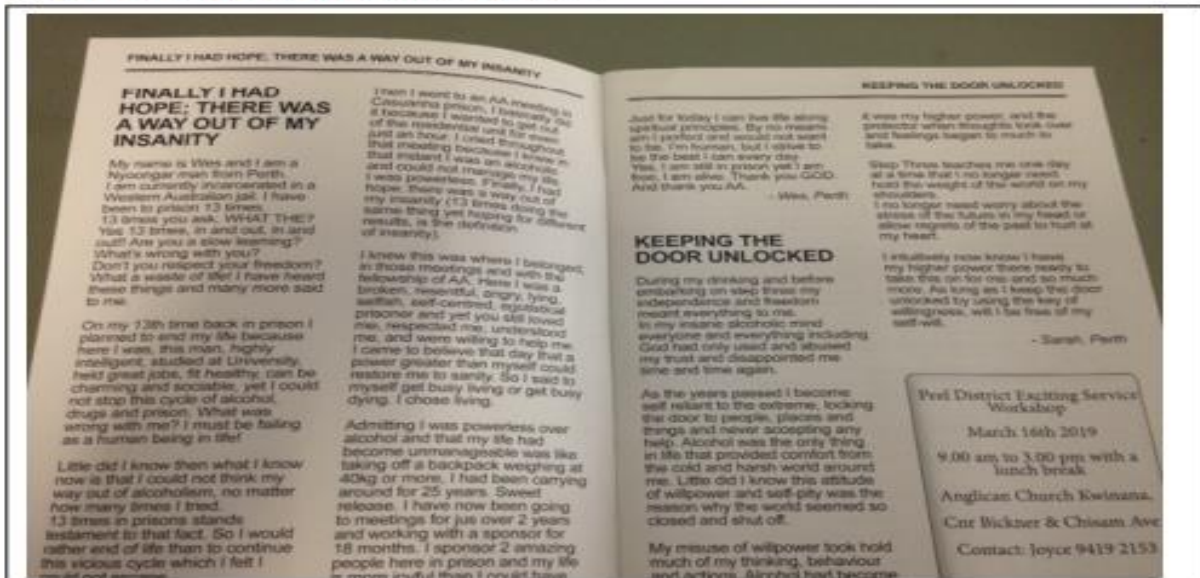 FINALLY I HAD HOPE, THERE WAS A WAY OUT OF MY INSANITY
FINALLY I HAD
HOPE; THERE WAS
A WAY OUT OF MY
INSANITY
My name is Wes and I am a
Nyoongar man from Perth.
I am currently incarcerated in a
Western Australian jail. I have
been to prison 13 times.
13 times you ask, WHAT THE?
Yes 13 times, in and out, in and
out!! Are you a slow learning?
What's wrong with you?
Don't you respect your freedom?
What a waste of life! I have heard
these things and many more said
to me.
On my 13th time back in prison I
planned to end my life because
here I was, this man, highly
intelligent, studied at University,
held great jobs, fit healthy, can be
charming and sociable, yet I could
not stop this cycle of alcohol,
drugs and prison. What was
wrong with me? I must be failing
as a human being in life!
Little did I know then what I know
now is that I could not think my
way out of alcoholism, no matter
how many times I tried.
13 times in prisons stands
testament to that fact. So I would
rather end of life than to continue
this vicious cycle which I felt I
could not
Then I went to an AA meeting in
Casuarina prison, I basically did
it because I wanted to get out
of the residential unit for even
just an hour. I cried throughout
that meeting because I knew in
that instant I was an alcoholic
and could not manage my life,
I was powerless. Finally, I had
hope, there was a way out of
my insanity (13 times doing the
same thing yet hoping for different
results, is the definition
of insanity).
I knew this was where I belonged,
in those meetings and with the
fellowship of AA. Here I was a
broken, resentful, angry, lying,
selfish, self-centred, egotistical
prisoner and yet you still loved
me, respected me, understood
me, and were willing to help me.
I came to believe that day that a
power greater than myself could
restore me to sanity. So I said to
myself get busy living or get busy
dying. I chose living.
Admitting I was powerless over
alcohol and that my life had
become unmanageable was like
taking off a backpack weighing at
40kg or more, I had been carrying
around for 25 years. Sweet
release. I have now been going
to meetings for jus over 2 years
and working with a sponsor for
18 months. I sponsor 2 amazing
people here in prison and my life
is more joyful than I could have
KEEPING THE DOOR UNLOCKED
Just for today I can live life along
spiritual principles. By no means
am I perfect and would not want
to be. I'm human, but I strive to
be the best I can every day.
Yes, I am still in prison yet I am
free. I am alive. Thank you GOD.
And thank you AA.
- Wes, Perth
KEEPING THE
DOOR UNLOCKED
During my drinking and before
embarking on step three my
independence and freedom
meant everything to me.
In my insane alcoholic mind
everyone and everything including
God had only used and abused
my trust and disappointed me
time and time again.
As the years passed I become
self reliant to the extreme, locking
the door to people, places and
things and never accepting any
help. Alcohol was the only thing
in life that provided comfort from
the cold and harsh world around
me. Little did I know this attitude
of willpower and self-pity was the
reason why the world seemed so
closed and shut off.
My misuse of willpower took hold
much of my thinking, behaviour
and actions. Alcohol had become
it was my higher power, and the
protector when thoughts took over
and feelings began to much to
take.
Step Three teaches me one day
at a time that I no longer need
hold the weight of the world on my
shoulders.
I no longer need worry about the
stress of the future in my head or
allow regrets of the past to hurt at
my heart.
I intuitively now know I have
my higher power there ready to
take this on for me and so much
more. As long as I keep the door
unlocked by using the key of
willingness, will I be free of my
self-will.
- Sarah, Perth
Peel District Exciting Service
Workshop
March 16th 2019
9.00 am to 3.00 pm with a
lunch break
Anglican Church Kwinana,
Cnr Bickner & Chisam Ave
Contact: Joyce 9419 2153